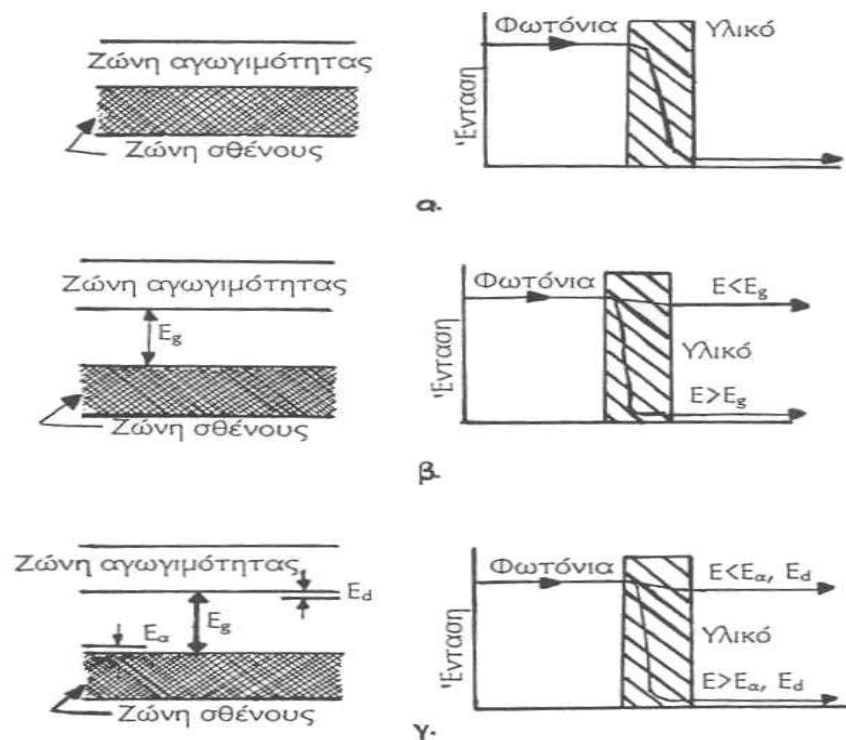 Ζώνη αγωγιμότητας
Ζώνη σθένους
Φωτόνια
Υλικό
Ένταση
α.
Ζώνη αγωγιμότητας
Eg
Ζώνη σθένους
Φωτόνια
E<Eg
Υλικό
E>Eg
Ένταση
β.
Ζώνη αγωγιμότητας
Ed
Eg
Eα
Ζώνη σθένους
Φωτόνια
E<Eα, Ed
Υλικό
E>Eα, Ed
Ένταση
γ.